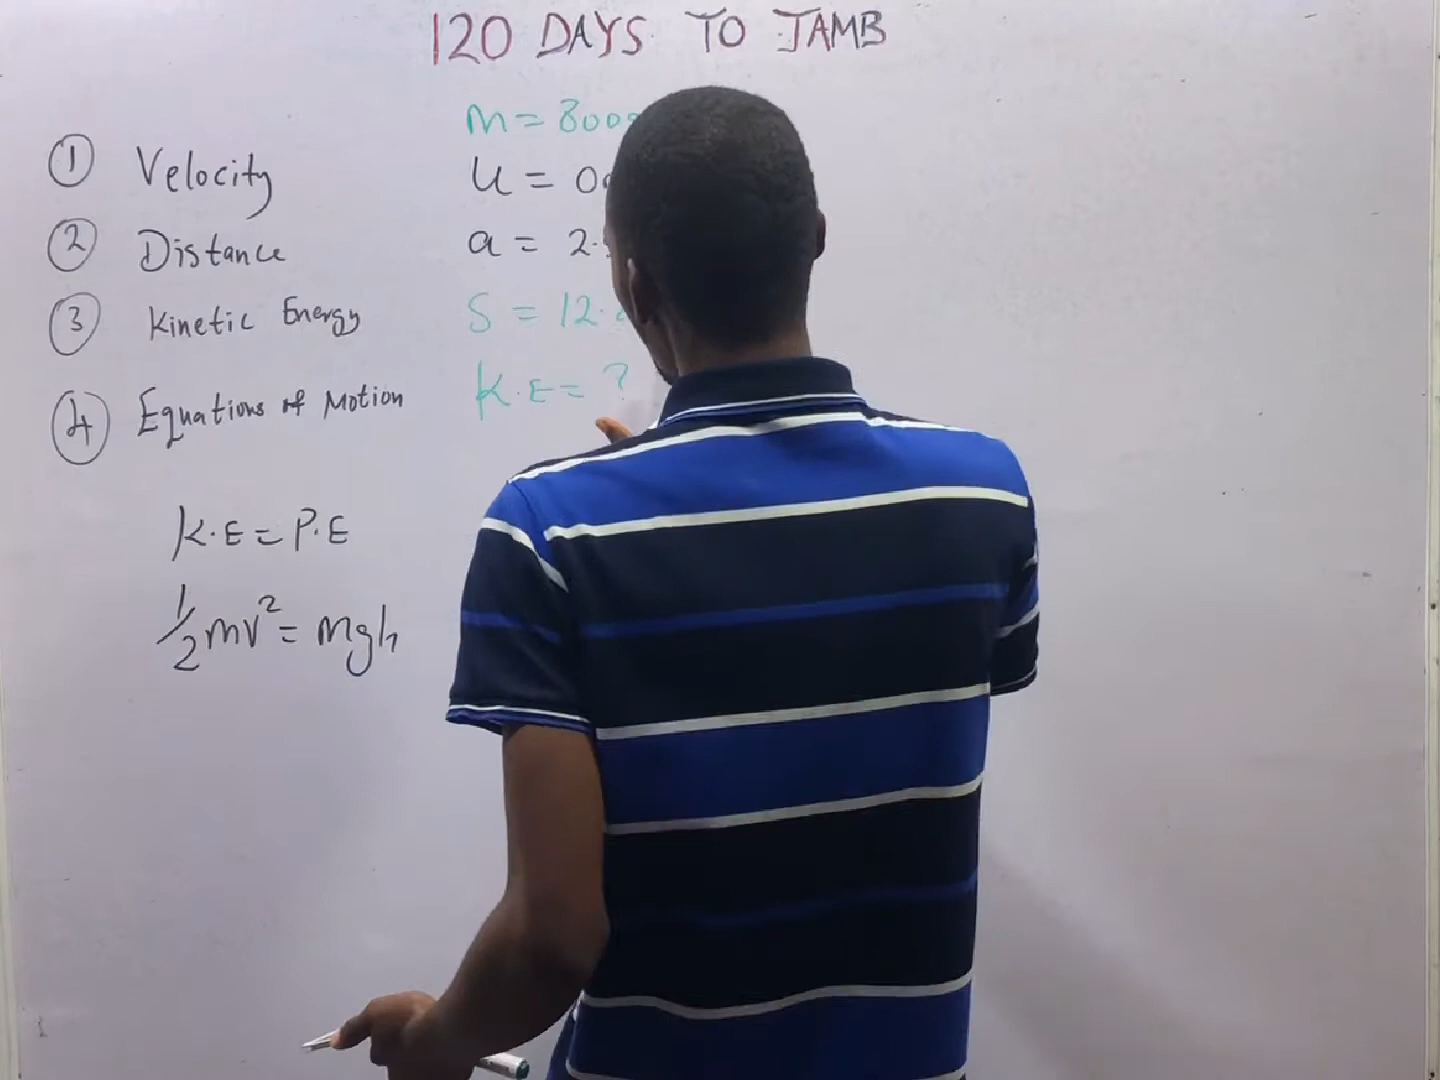 120 DAYS TO JAMB
① Velocity
② Distance
③ Kinetic Energy
④ Equations of Motion
K.E = P.E
½mv² = mgh
m = 800
u = 0
a = 2.
S = 12.
K.E = ?